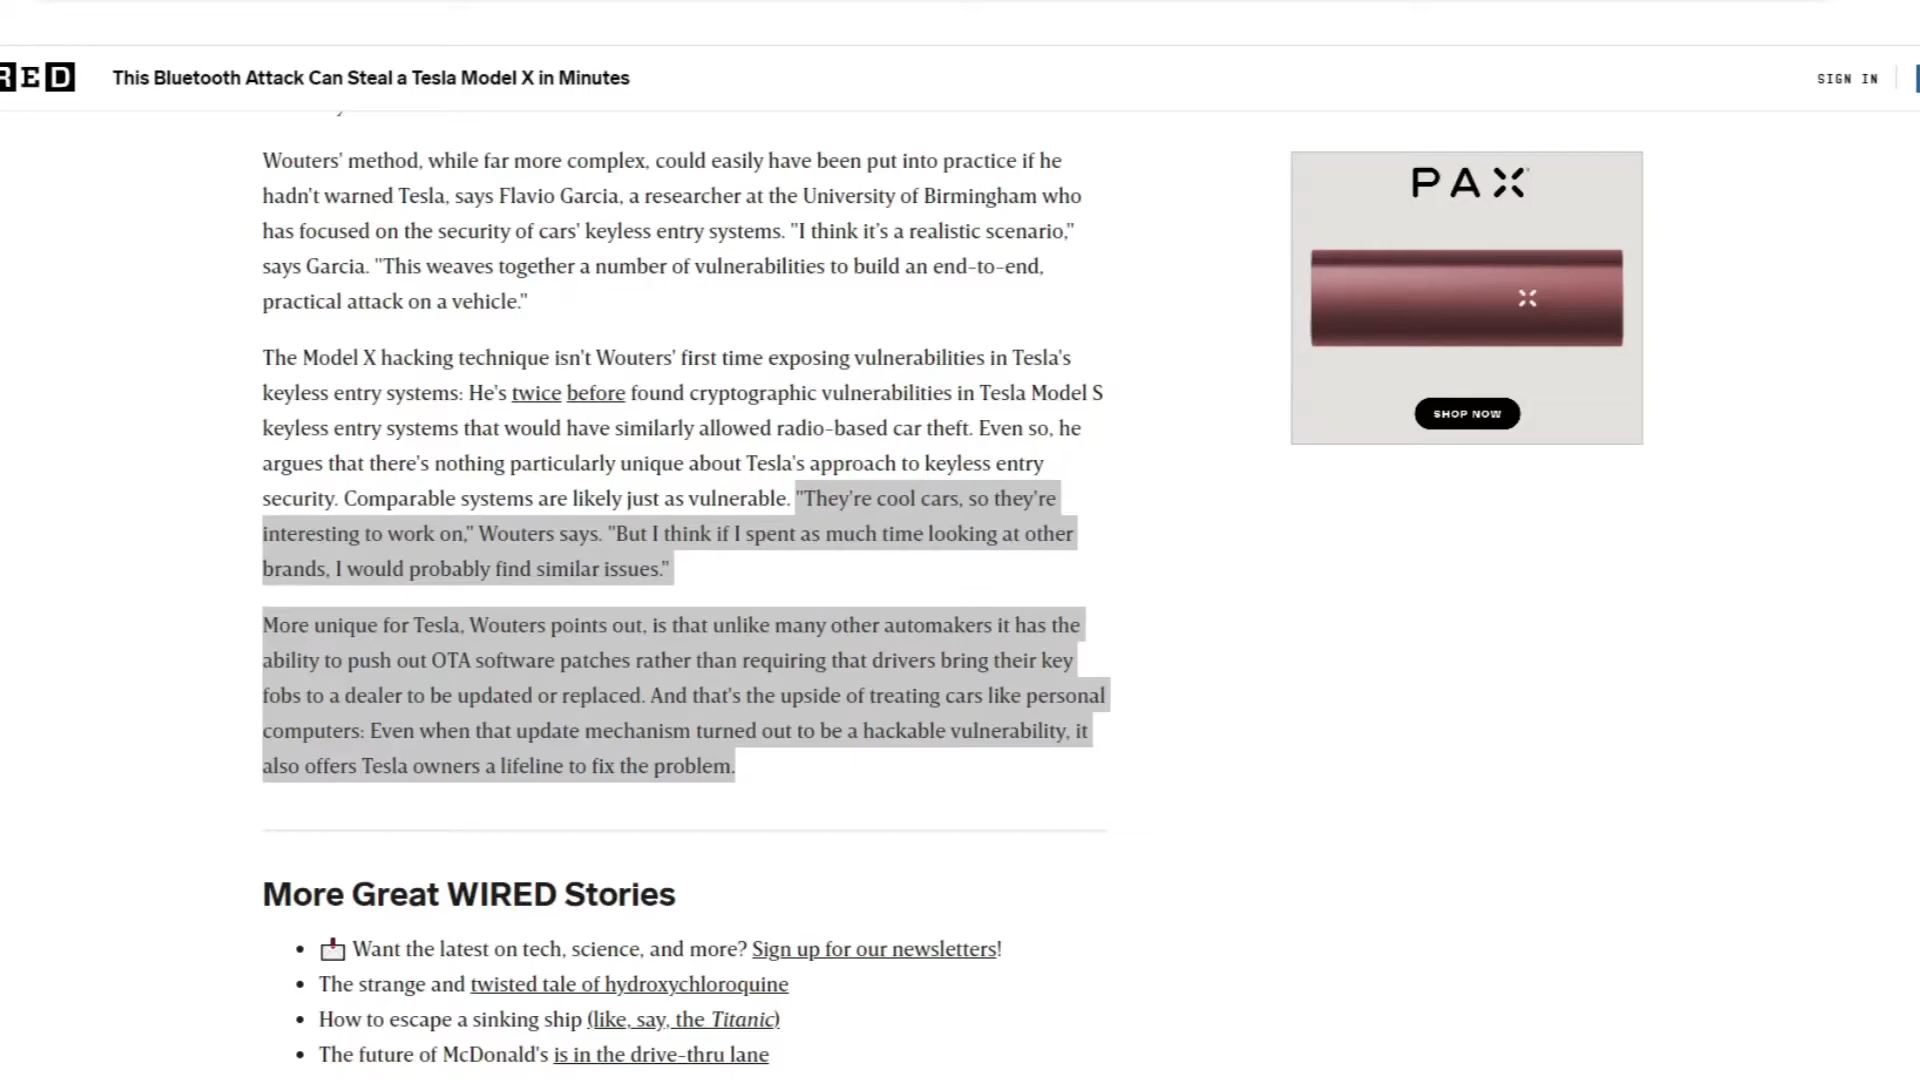 RED
This Bluetooth Attack Can Steal a Tesla Model X in Minutes
SIGN IN
Wouters' method, while far more complex, could easily have been put into practice if he
hadn't warned Tesla, says Flavio Garcia, a researcher at the University of Birmingham who
has focused on the security of cars' keyless entry systems. "I think it's a realistic scenario,"
says Garcia. "This weaves together a number of vulnerabilities to build an end-to-end,
practical attack on a vehicle."
The Model X hacking technique isn't Wouters' first time exposing vulnerabilities in Tesla's
keyless entry systems: He's twice before found cryptographic vulnerabilities in Tesla Model S
keyless entry systems that would have similarly allowed radio-based car theft. Even so, he
argues that there's nothing particularly unique about Tesla's approach to keyless entry
security. Comparable systems are likely just as vulnerable. "They're cool cars, so they're
interesting to work on," Wouters says. "But I think if I spent as much time looking at other
brands, I would probably find similar issues."
More unique for Tesla, Wouters points out, is that unlike many other automakers it has the
ability to push out OTA software patches rather than requiring that drivers bring their key
fobs to a dealer to be updated or replaced. And that's the upside of treating cars like personal
computers: Even when that update mechanism turned out to be a hackable vulnerability, it
also offers Tesla owners a lifeline to fix the problem.
PAX
SHOP NOW
More Great WIRED Stories
• 📩 Want the latest on tech, science, and more? Sign up for our newsletters!
• The strange and twisted tale of hydroxychloroquine
• How to escape a sinking ship (like, say, the Titanic)
• The future of McDonald's is in the drive-thru lane